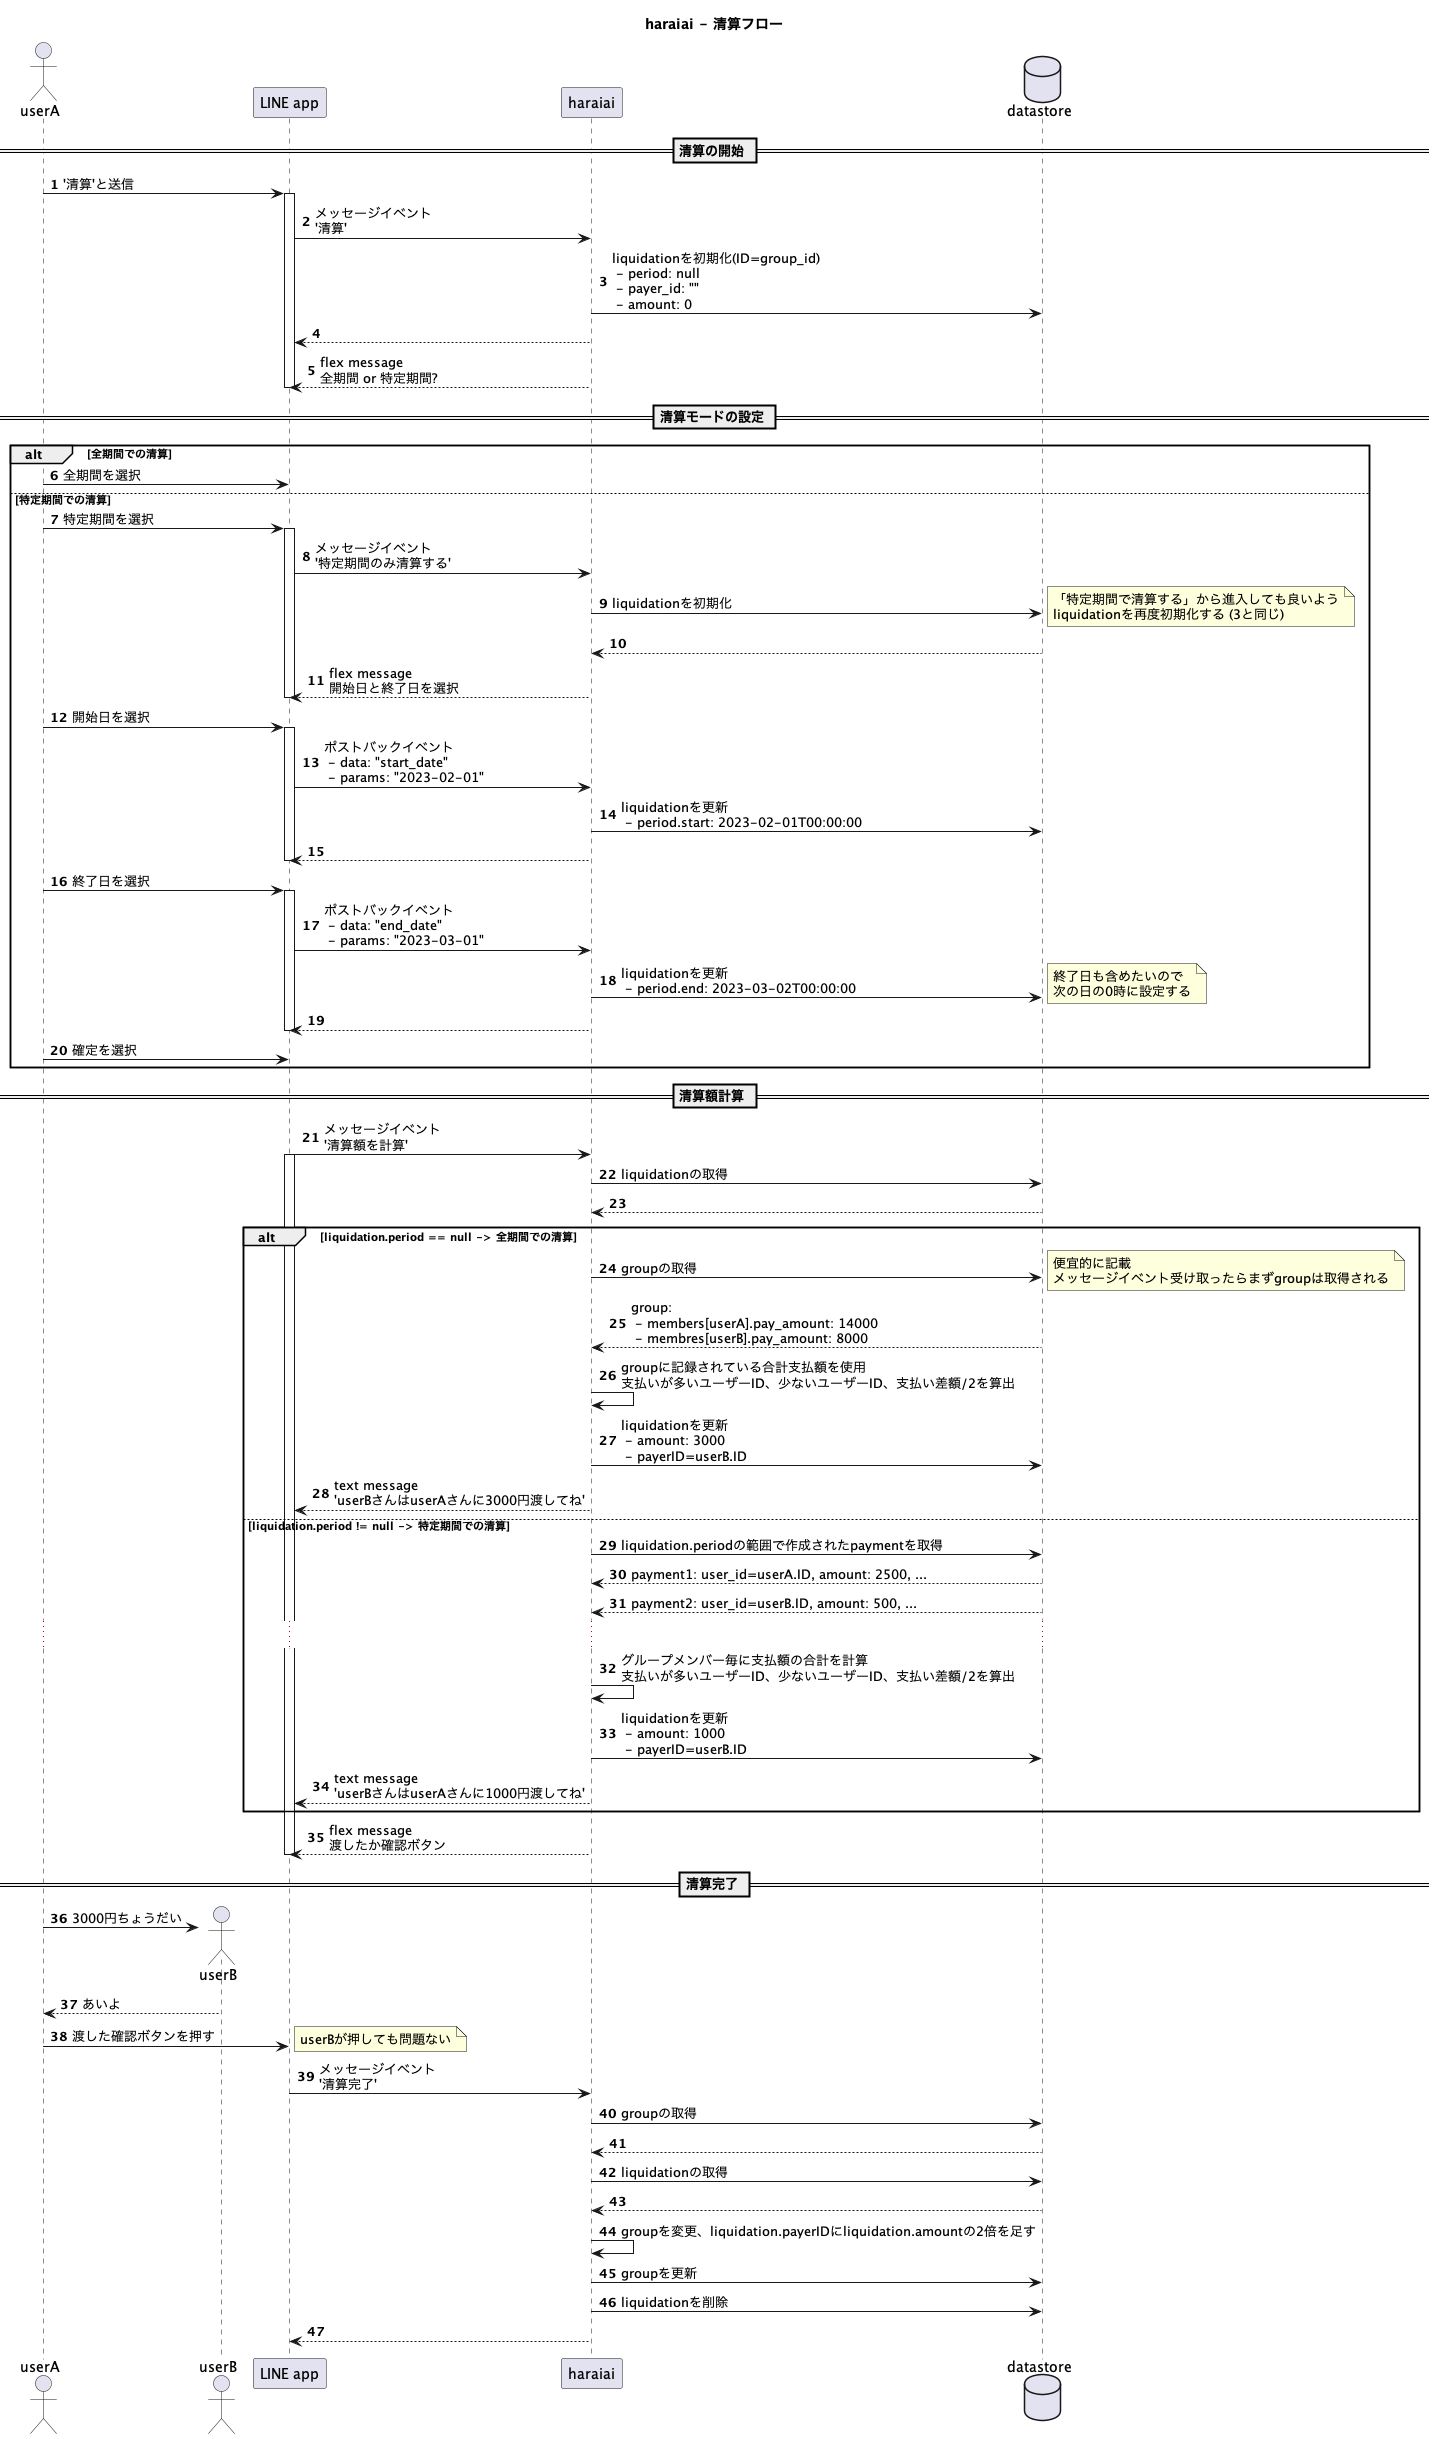 haraiai - 清算フロー
userA
LINE app
haraiai
datastore
清算の開始
1 '清算'と送信
2 メッセージイベント
'清算'
3 liquidationを初期化(ID=group_id)
- period: null
- payer_id: ""
- amount: 0
4
5 flex message
全期間 or 特定期間?
清算モードの設定
alt [全期間での清算]
6 全期間を選択
[特定期間での清算]
7 特定期間を選択
8 メッセージイベント
'特定期間のみ清算する'
9 liquidationを初期化
「特定期間で清算する」から進入しても良いよう
liquidationを再度初期化する (3と同じ)
10
11 flex message
開始日と終了日を選択
12 開始日を選択
13 ポストバックイベント
- data: "start_date"
- params: "2023-02-01"
14 liquidationを更新
- period.start: 2023-02-01T00:00:00
15
16 終了日を選択
17 ポストバックイベント
- data: "end_date"
- params: "2023-03-01"
18 liquidationを更新
- period.end: 2023-03-02T00:00:00
終了日も含めたいので
次の日の0時に設定する
19
20 確定を選択
清算額計算
21 メッセージイベント
'清算額を計算'
22 liquidationの取得
23
alt [liquidation.period == null -> 全期間での清算]
24 groupの取得
便宜的に記載
メッセージイベント受け取ったらまずgroupは取得される
25 group:
- members[userA].pay_amount: 14000
- membres[userB].pay_amount: 8000
26 groupに記録されている合計支払額を使用
支払いが多いユーザーID、少ないユーザーID、支払い差額/2を算出
27 liquidationを更新
- amount: 3000
- payerID=userB.ID
28 text message
'userBさんはuserAさんに3000円渡してね'
[liquidation.period != null -> 特定期間での清算]
29 liquidation.periodの範囲で作成されたpaymentを取得
30 payment1: user_id=userA.ID, amount: 2500, ...
31 payment2: user_id=userB.ID, amount: 500, ...
32 グループメンバー毎に支払額の合計を計算
支払いが多いユーザーID、少ないユーザーID、支払い差額/2を算出
33 liquidationを更新
- amount: 1000
- payerID=userB.ID
34 text message
'userBさんはuserAさんに1000円渡してね'
35 flex message
渡したか確認ボタン
清算完了
36 3000円ちょうだい
userB
37 あいよ
38 渡した確認ボタンを押す
userBが押しても問題ない
39 メッセージイベント
'清算完了'
40 groupの取得
41
42 liquidationの取得
43
44 groupを変更、liquidation.payerIDにliquidation.amountの2倍を足す
45 groupを更新
46 liquidationを削除
47
userA
userB
LINE app
haraiai
datastore